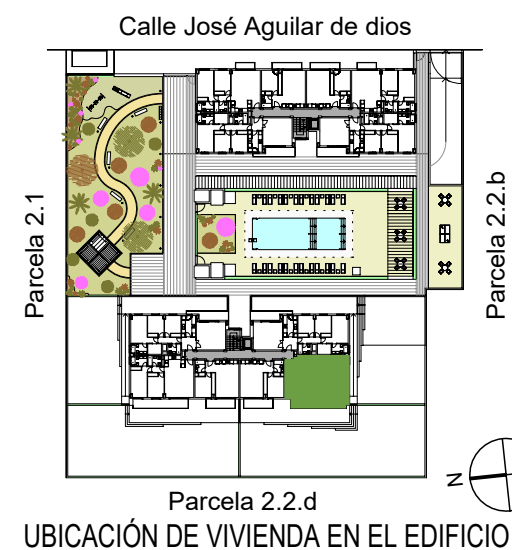 Calle José Aguilar de dios
Parcela 2.1
Parcela 2.2.b
N
Parcela 2.2.d
UBICACIÓN DE VIVIENDA EN EL EDIFICIO